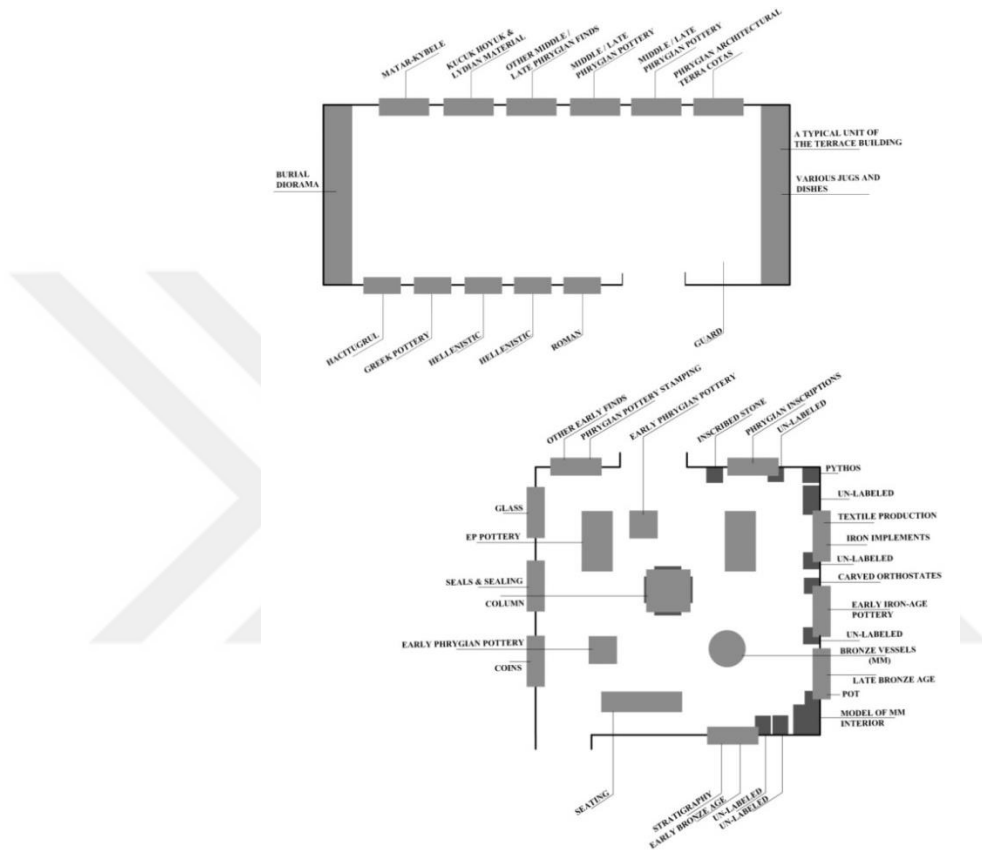 MATAR-KYBELE
KUCUK HOYUK &
LYDIAN MATERIAL
OTHER MIDDLE /
LATE PHRYGIAN FINDS
MIDDLE / LATE
PHRYGIAN POTTERY
MIDDLE / LATE
PHRYGIAN POTTERY
PHRYGIAN ARCHITECTURAL
TERRA COTAS
BURIAL
DIORAMA
A TYPICAL UNIT OF
THE TERRACE BUILDING
VARIOUS JUGS AND
DISHES
HACITUGRUL
GREEK POTTERY
HELLENISTIC
HELLENISTIC
ROMAN
GUARD
OTHER EARLY FINDS
PHRYGIAN POTTERY STAMPING
EARLY PHRYGIAN POTTERY
INSCRIBED STONE
PHRYGIAN INSCRIPTIONS
UN-LABELED
GLASS
EP POTTERY
SEALS & SEALING
COLUMN
EARLY PHRYGIAN POTTERY
COINS
PYTHOS
UN-LABELED
TEXTILE PRODUCTION
IRON IMPLEMENTS
UN-LABELED
CARVED ORTHOSTATES
EARLY IRON-AGE
POTTERY
UN-LABELED
BRONZE VESSELS
(MM)
LATE BRONZE AGE
POT
MODEL OF MM
INTERIOR
SEATING
STRATIGRAPHY
EARLY BRONZE AGE
UN-LABELED
UN-LABELED